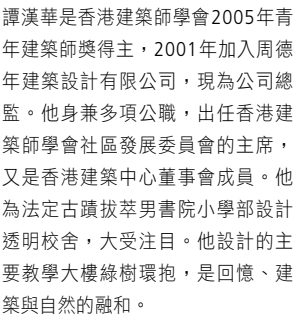 譚漢華是香港建築師學會2005年青
年建築師獎得主，2001年加入周德
年建築設計有限公司，現為公司總
監。他身兼多項公職，出任香港建
築師學會社區發展委員會的主席，
又是香港建築中心董事會成員。他
為法定古蹟拔萃男書院小學部設計
透明校舍，大受注目。他設計的主
要教學大樓綠樹環抱，是回憶、建
築與自然的融和。